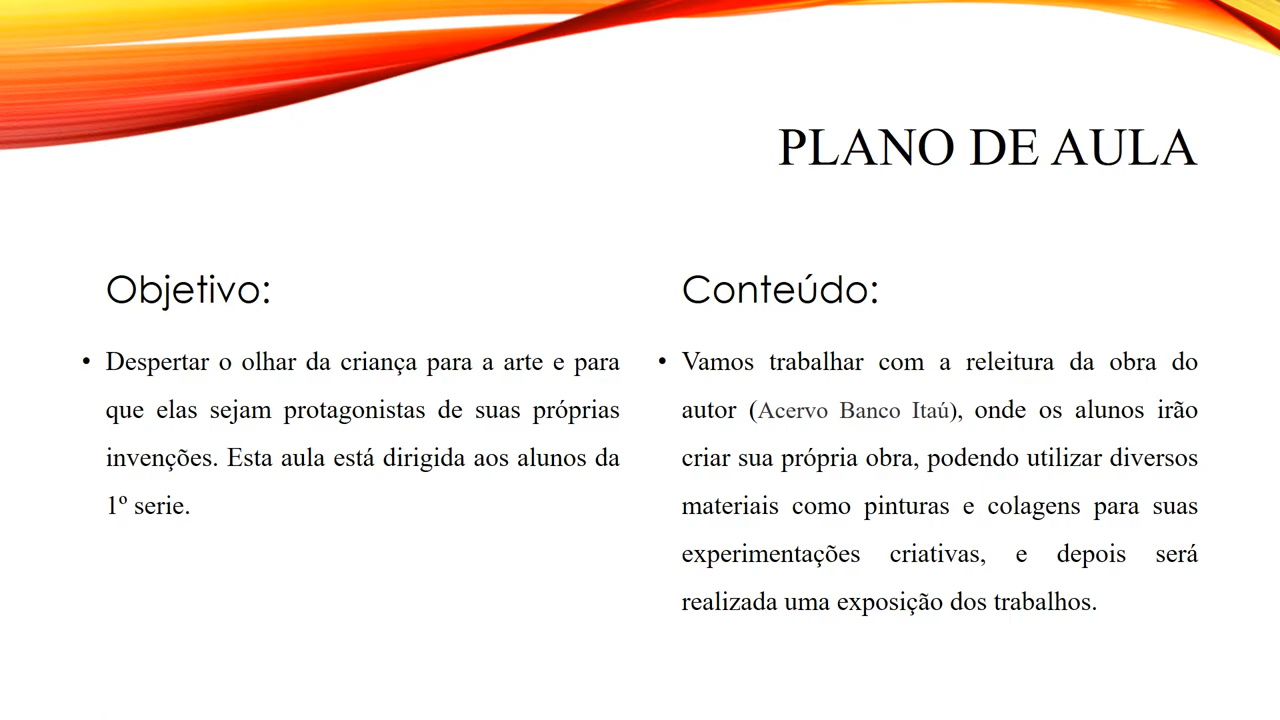 PLANO DE AULA
Objetivo:
• Despertar o olhar da criança para a arte e para
que elas sejam protagonistas de suas próprias
invenções. Esta aula está dirigida aos alunos da
1º serie.
Conteúdo:
• Vamos trabalhar com a releitura da obra do
autor (Acervo Banco Itaú), onde os alunos irão
criar sua própria obra, podendo utilizar diversos
materiais como pinturas e colagens para suas
experimentações criativas, e depois será
realizada uma exposição dos trabalhos.